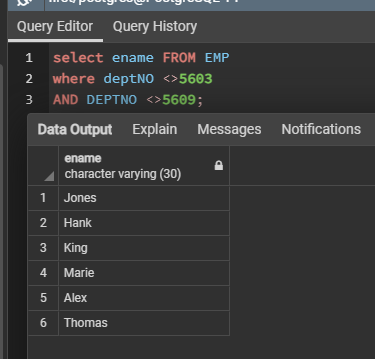 Query Editor Query History
1 select ename FROM EMP
2 where deptNO <>5603
3 AND DEPTNO <>5609;
Data Output Explain Messages Notifications
ename
character varying (30)
1 Jones
2 Hank
3 King
4 Marie
5 Alex
6 Thomas